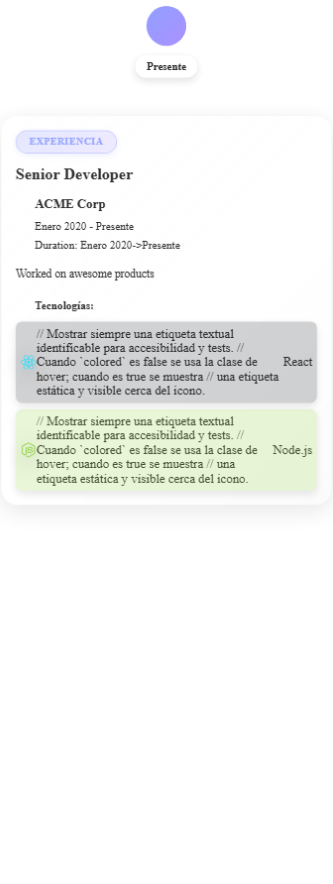 Presente
EXPERIENCIA
Senior Developer
ACME Corp
Enero 2020 - Presente
Duration: Enero 2020->Presente
Worked on awesome products
Tecnologías:
// Mostrar siempre una etiqueta textual
identificable para accesibilidad y tests. //
Cuando `colored` es false se usa la clase de
hover; cuando es true se muestra // una etiqueta
estática y visible cerca del icono.
React
// Mostrar siempre una etiqueta textual
identificable para accesibilidad y tests. //
Cuando `colored` es false se usa la clase de
hover; cuando es true se muestra // una
etiqueta estática y visible cerca del icono.
Node.js